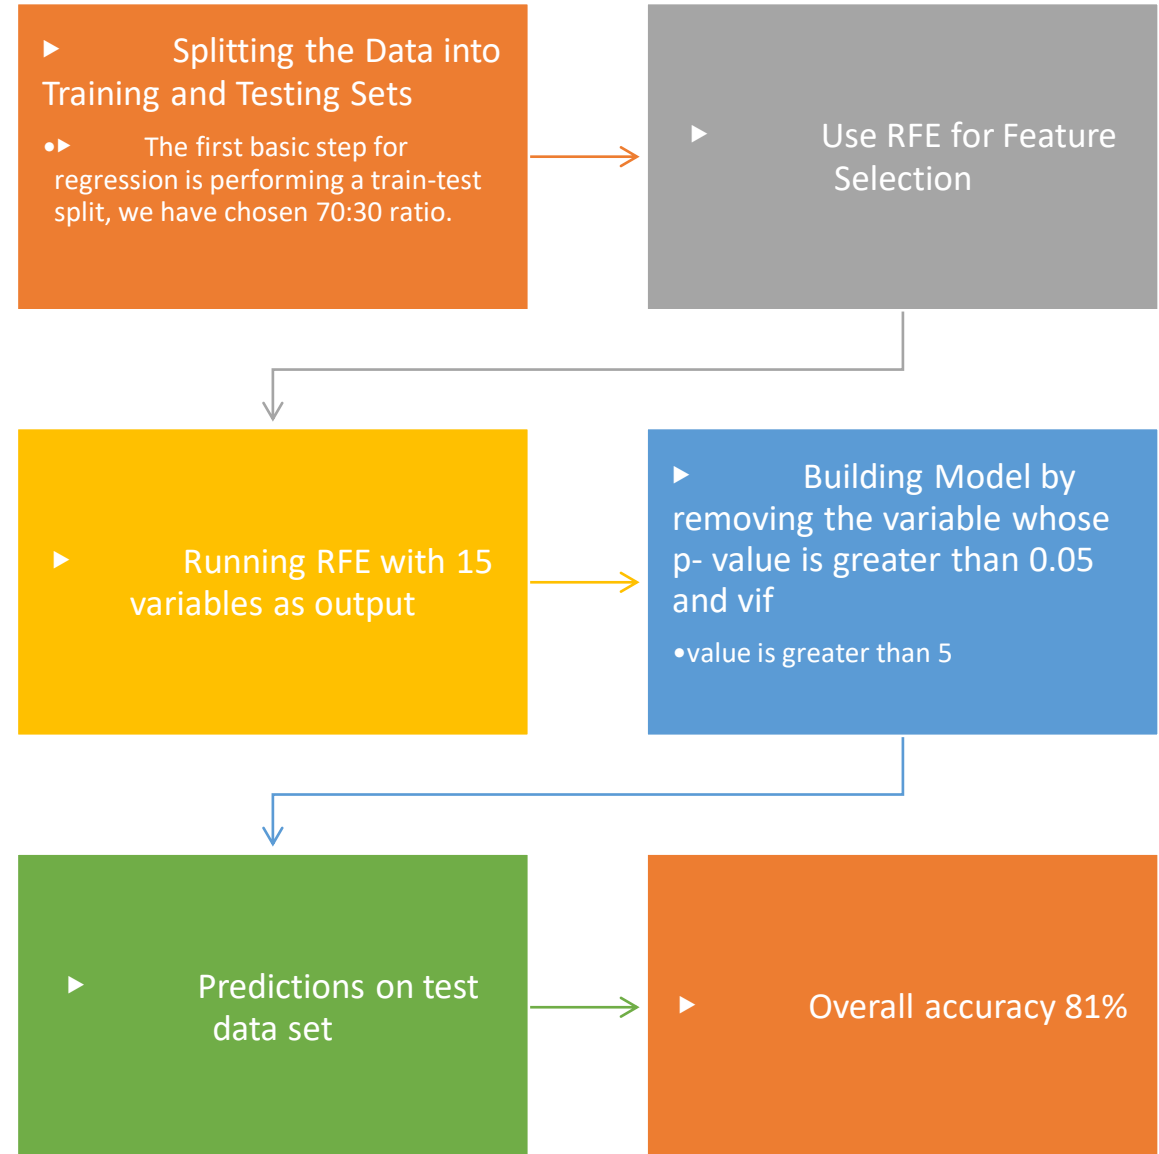 ▶ Splitting the Data into
Training and Testing Sets
•▶ The first basic step for
regression is performing a train-test
split, we have chosen 70:30 ratio.
▶ Use RFE for Feature
Selection
▶ Running RFE with 15
variables as output
▶ Building Model by
removing the variable whose
p- value is greater than 0.05
and vif
•value is greater than 5
▶ Predictions on test
data set
▶ Overall accuracy 81%